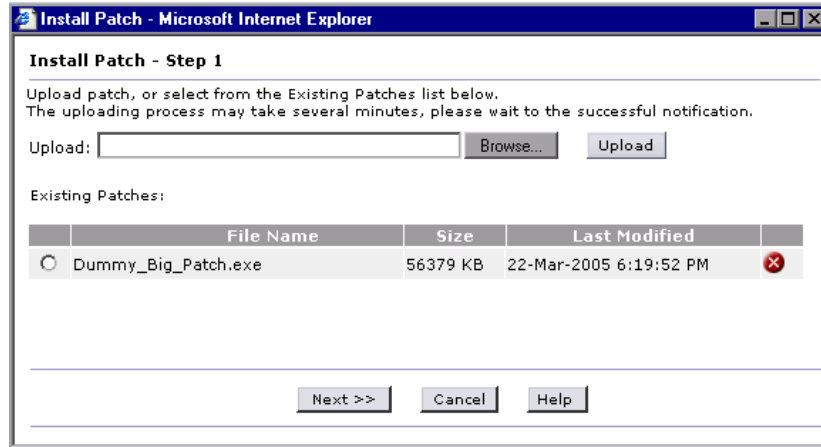 Install Patch - Microsoft Internet Explorer
Install Patch - Step 1
Upload patch, or select from the Existing Patches list below.
The uploading process may take several minutes, please wait to the successful notification.
Upload: Browse... Upload
Existing Patches:
File Name Size Last Modified
Dummy_Big_Patch.exe 56379 KB 22-Mar-2005 6:19:52 PM
Next >> Cancel Help